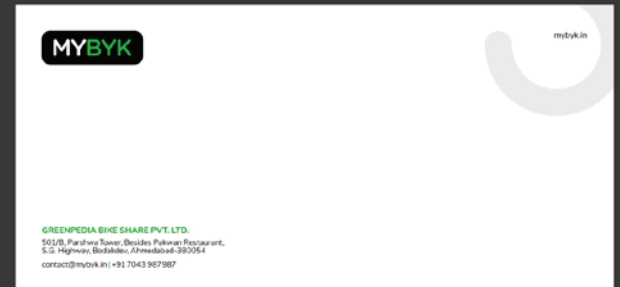 MYBYK
mybyk.in
GREENPEDIA BIKE SHARE PVT. LTD.
501/B, Parshwa Tower, Besides Pakwan Restaurant,
S.G. Highway, Bodakdev, Ahmedabad-380054
contact@mybyk.in | +91 7043 987987